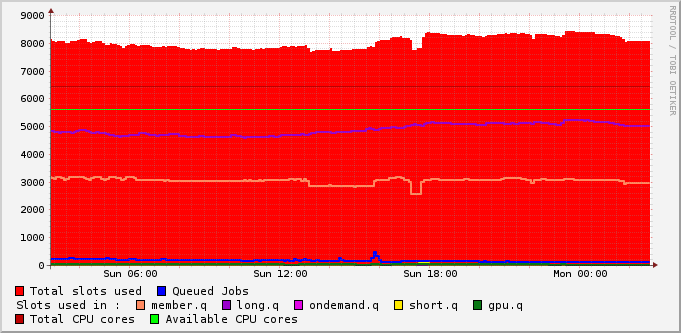 9000
8000
7000
6000
5000
4000
3000
2000
1000
0
Sun 06:00 Sun 12:00 Sun 18:00 Mon 00:00
RRDTOOL / TOBI OETIKER
Total slots used Queued Jobs
Slots used in : member.q long.q ondemand.q short.q gpu.q
Total CPU cores Available CPU cores